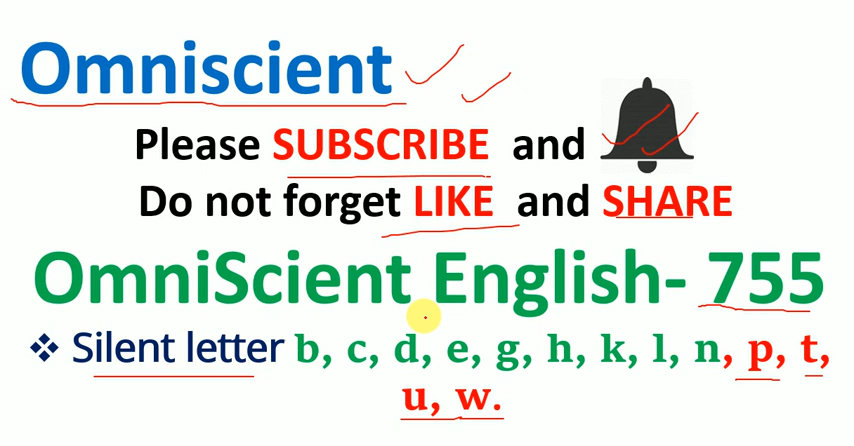 Omniscient
Please SUBSCRIBE and
Do not forget LIKE and SHARE
OmniScient English- 755
❖ Silent letter b, c, d, e, g, h, k, l, n, p, t,
u, w.